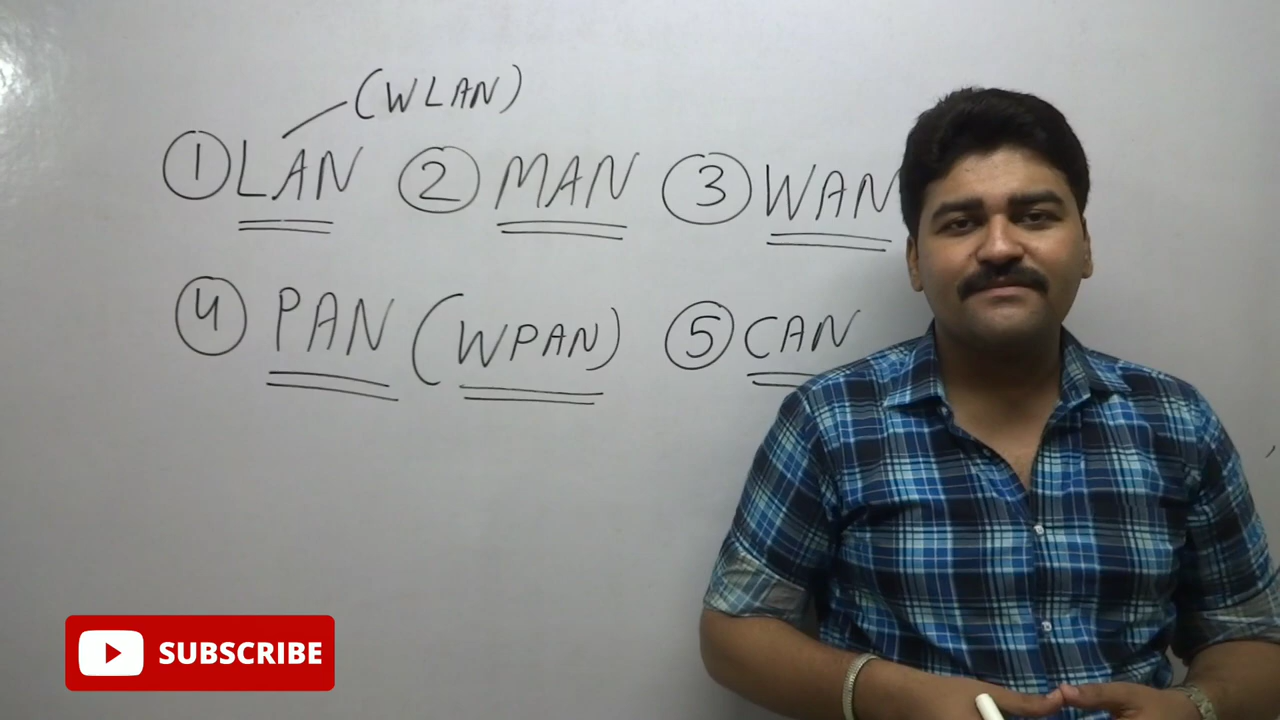 (WLAN)
① LAN ② MAN ③ WAN
④ PAN (WPAN) ⑤ CAN
SUBSCRIBE